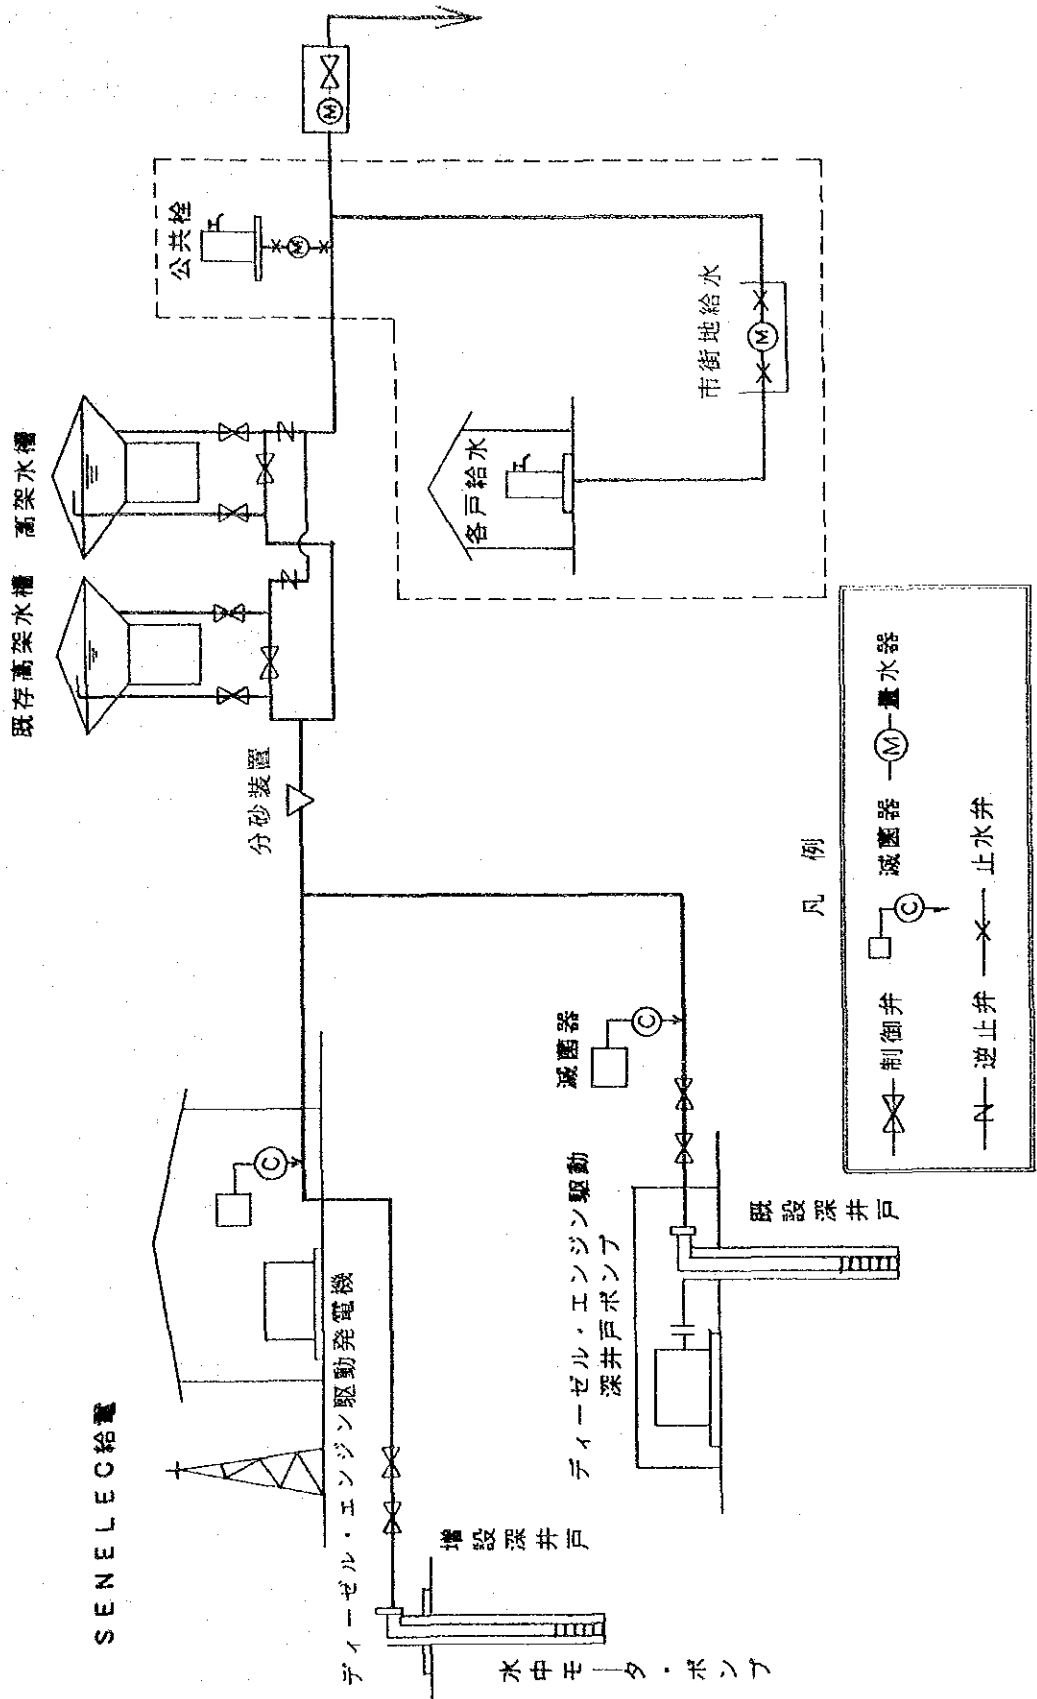 SENELEC給電
ディーゼル・エンジン駆動発電機
増設深井戸
水中モータ・ポンプ
C
ディーゼル・エンジン駆動
深井戸ポンプ
既設深井戸
滅菌器
C
分砂装置
既存高架水槽
高架水槽
公共栓
M
M
各戸給水
市街地給水
M
凡例
制御弁
C
滅菌器
M
量水器
N
逆止弁
止水弁